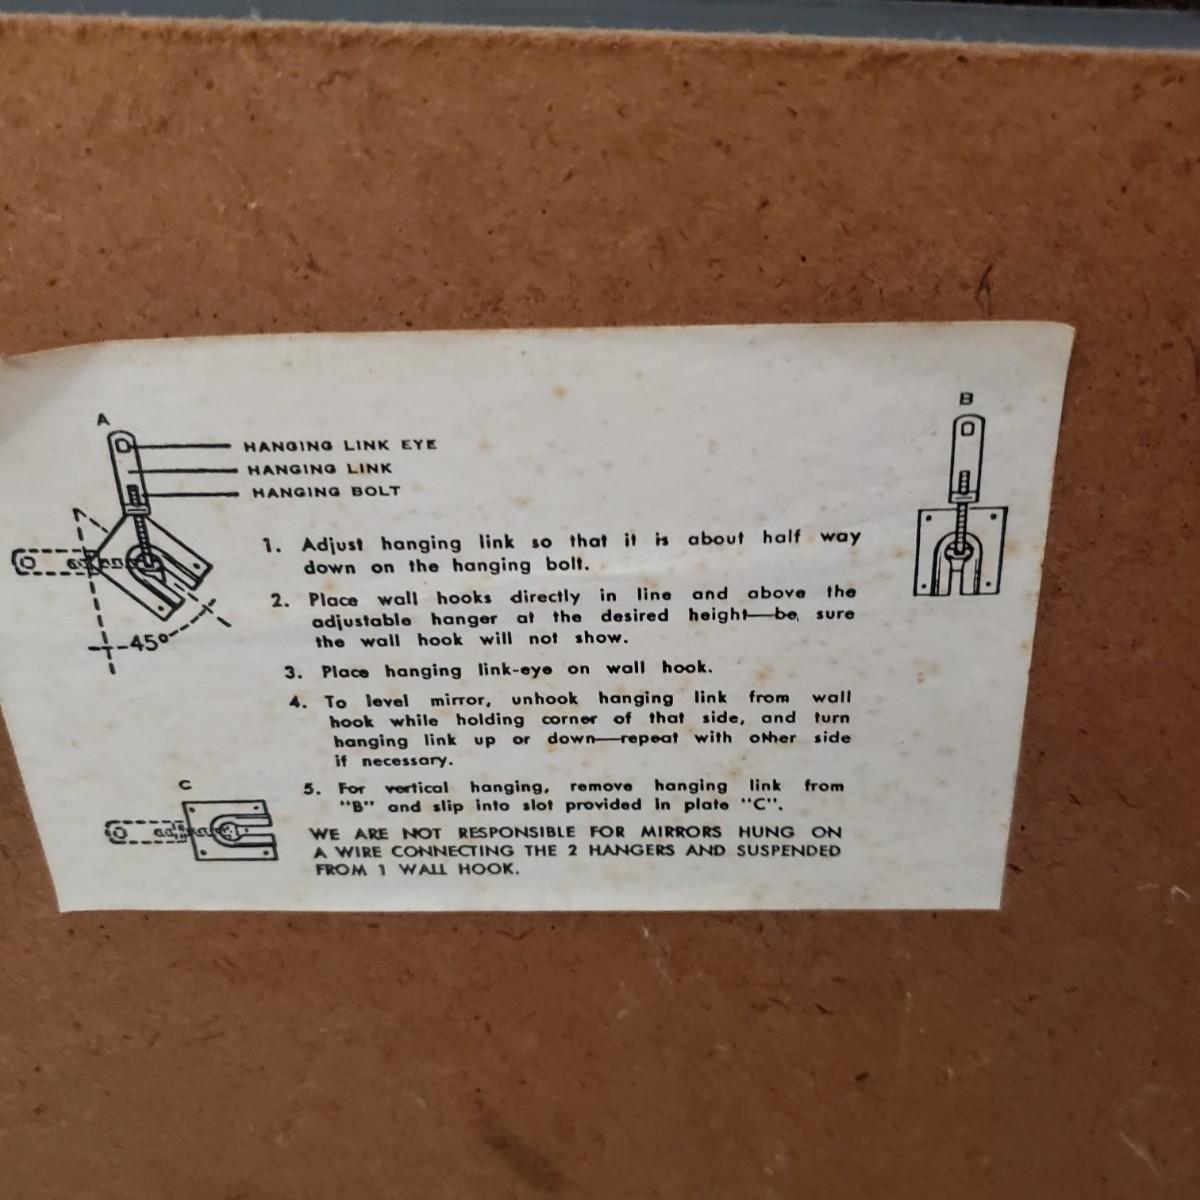 A
B
HANGING LINK EYE
HANGING LINK
HANGING BOLT
45°
1. Adjust hanging link so that it is about half way
down on the hanging bolt.
2. Place wall hooks directly in line and above the
adjustable hanger at the desired height—be sure
the wall hook will not show.
3. Place hanging link-eye on wall hook.
4. To level mirror, unhook hanging link from wall
hook while holding corner of that side, and turn
hanging link up or down—repeat with other side
if necessary.
C
5. For vertical hanging, remove hanging link from
"B" and slip into slot provided in plate "C".
WE ARE NOT RESPONSIBLE FOR MIRRORS HUNG ON
A WIRE CONNECTING THE 2 HANGERS AND SUSPENDED
FROM 1 WALL HOOK.